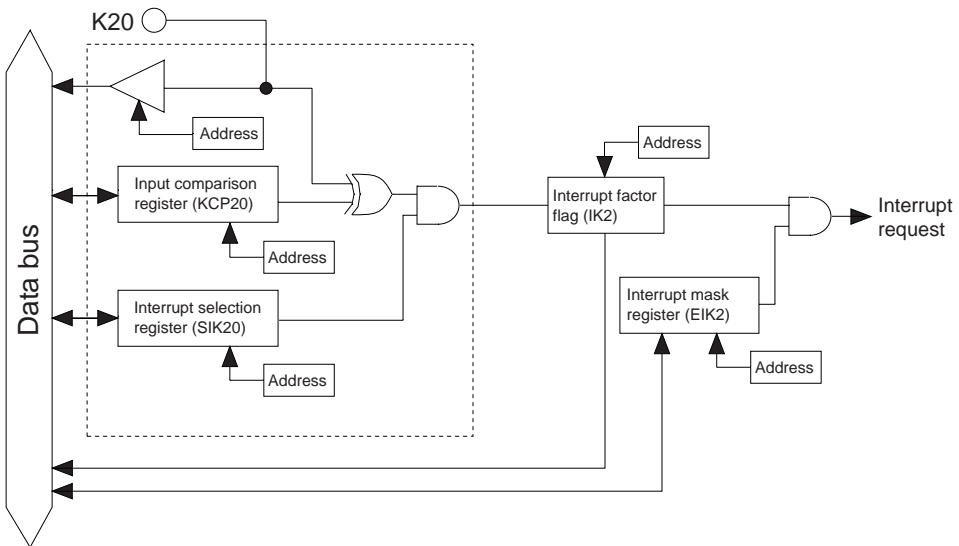 K20
Address
Input comparison
register (KCP20)
Address
Interrupt selection
register (SIK20)
Address
Data bus
Address
Interrupt factor
flag (IK2)
Interrupt
request
Interrupt mask
register (EIK2)
Address